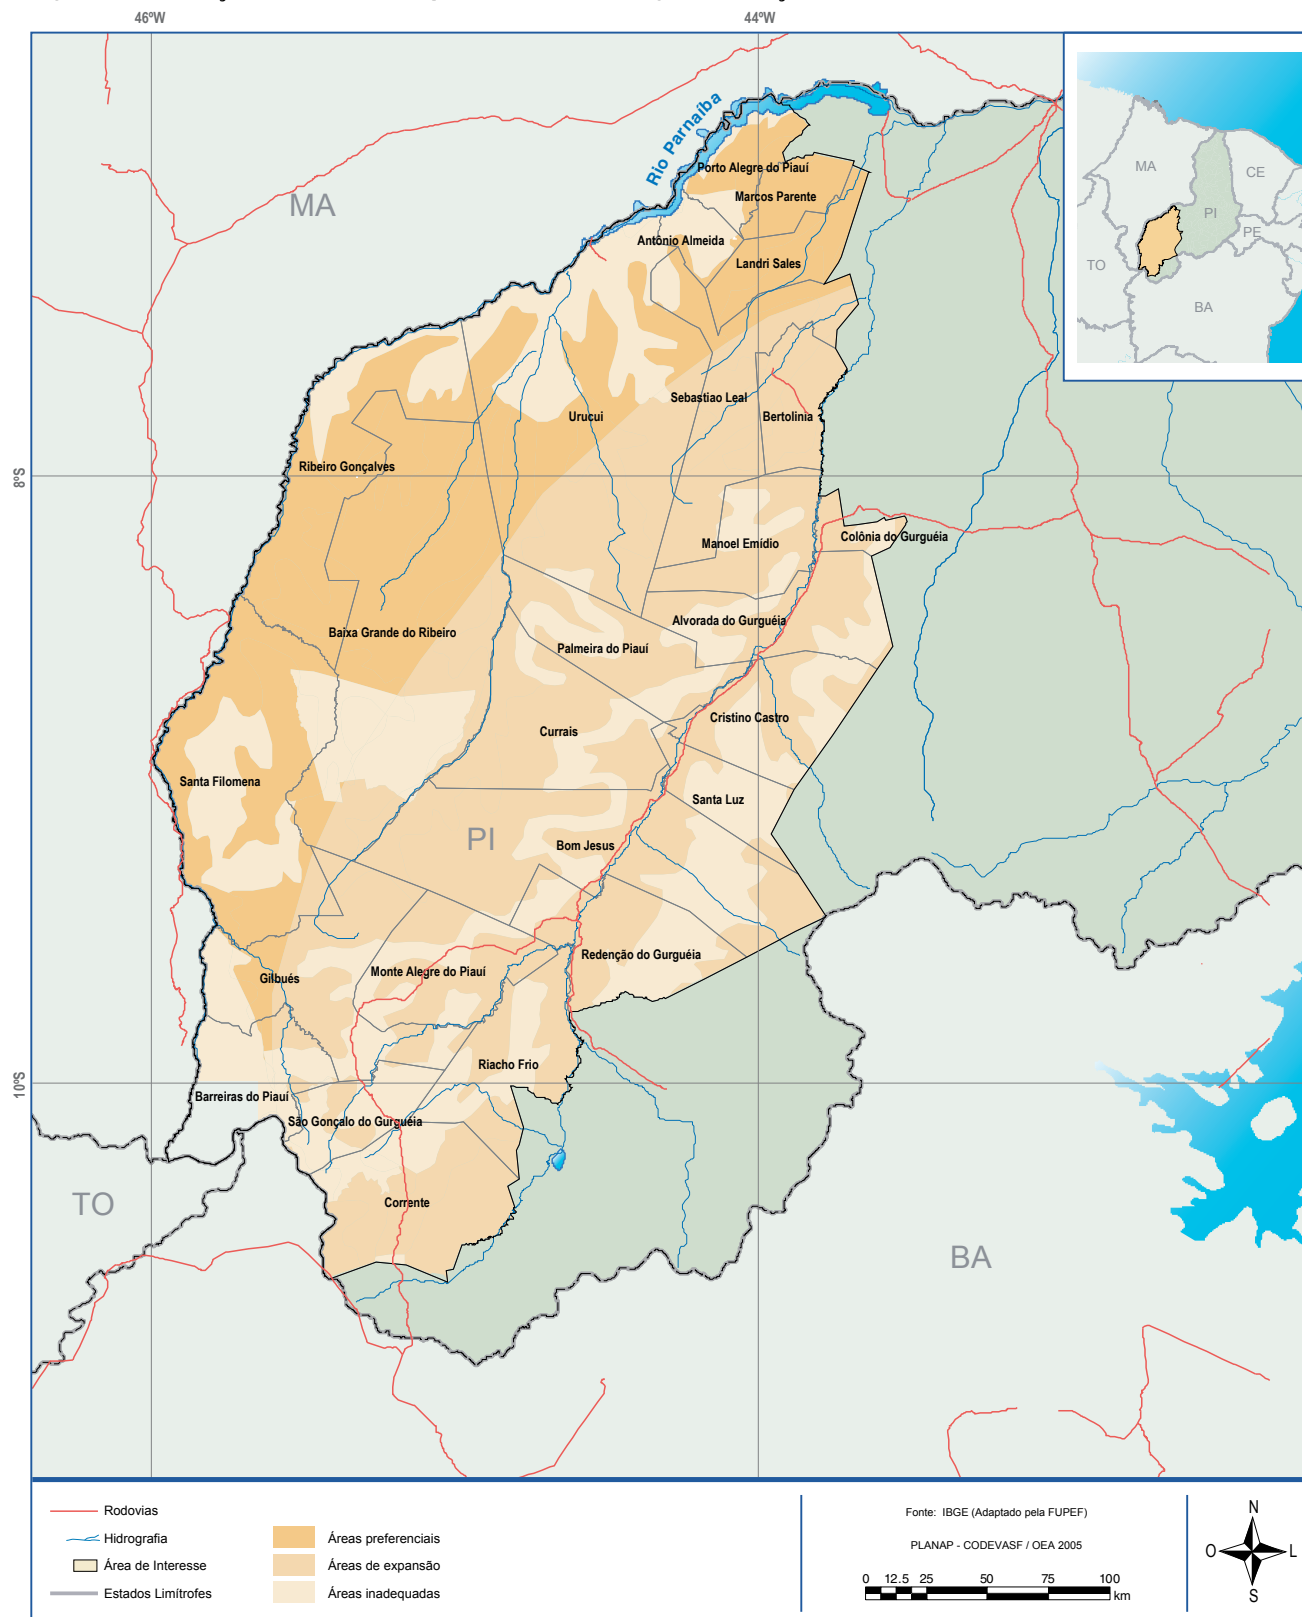 46ºW
44ºW
8ºS
10ºS
Rio Parnaíba
MA
Porto Alegre do Piauí
Marcos Parente
Antônio Almeida
Landri Sales
Sebastiao Leal
Urucui
Bertolinia
Ribeiro Gonçalves
Manoel Emídio
Colônia do Gurguéia
Alvorada do Gurguéia
Baixa Grande do Ribeiro
Palmeira do Piauí
Cristino Castro
Currais
Santa Filomena
Santa Luz
PI
Bom Jesus
Redenção do Gurguéia
Monte Alegre do Piauí
Gilbués
Riacho Frio
Barreiras do Piauí
São Gonçalo do Gurguéia
Corrente
TO
BA
MA
CE
PI
PE
TO
BA
Rodovias
Hidrografia
Área de Interesse
Estados Limítrofes
Áreas preferenciais
Áreas de expansão
Áreas inadequadas
Fonte: IBGE (Adaptado pela FUPEF)
PLANAP - CODEVASF / OEA 2005
0 12.5 25 50 75 100
km
N
O L
S